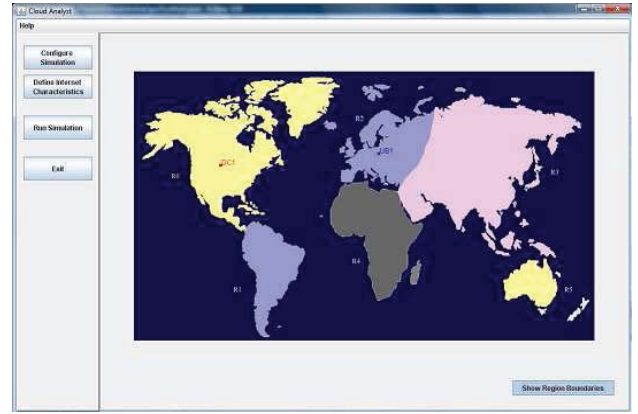 Cloud Analyst
Help
Configure
Simulation
Define Internet
Characteristics
Run Simulation
Exit
R0
DC1
R1
R2
UB1
R3
R4
R5
Show Region Boundaries